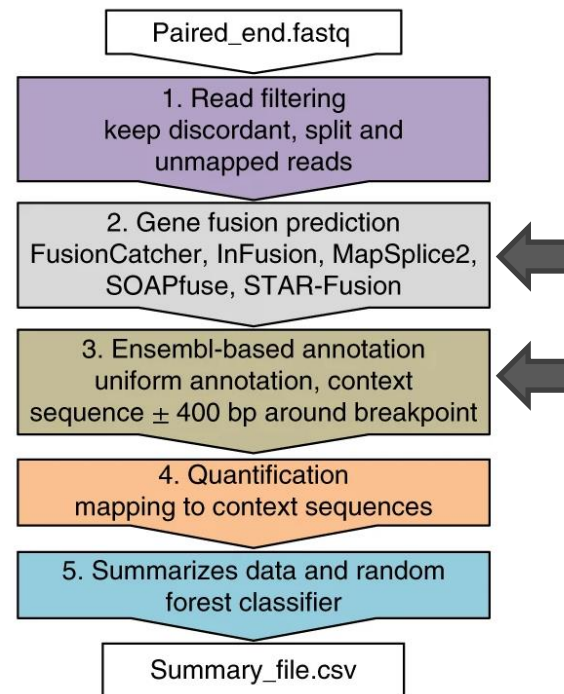 Paired_end.fastq
1. Read filtering
keep discordant, split and
unmapped reads
2. Gene fusion prediction
FusionCatcher, InFusion, MapSplice2,
SOAPfuse, STAR-Fusion
3. Ensembl-based annotation
uniform annotation, context
sequence ± 400 bp around breakpoint
4. Quantification
mapping to context sequences
5. Summarizes data and random
forest classifier
Summary_file.csv